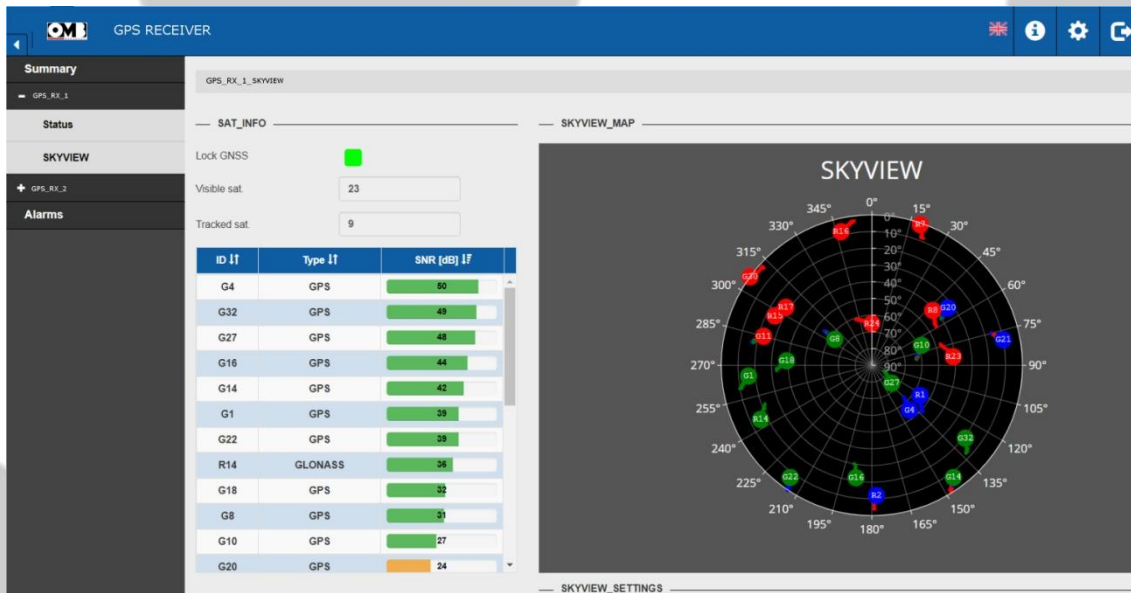 OMB GPS RECEIVER
Summary
GPS_RX_1
Status
SKYVIEW
GPS_RX_2
Alarms
GPS_RX_1_SKYVIEW
SAT_INFO
Lock GNSS
Visible sat. 23
Tracked sat. 9
ID Type SNR [dB]
G4 GPS 50
G32 GPS 49
G27 GPS 48
G16 GPS 44
G14 GPS 42
G1 GPS 39
G22 GPS 39
R14 GLONASS 36
G18 GPS 32
G8 GPS 31
G10 GPS 27
G20 GPS 24
SKYVIEW_MAP
SKYVIEW
0°
345° 15°
330° 30°
315° 45°
300° 60°
285° 75°
270° 90°
255° 105°
240° 120°
225° 135°
210° 150°
195° 165°
180°
0°
10°
20°
30°
40°
50°
60°
70°
80°
90°
R16
R9
G30
R17
R15
G11
R24
R8
G20
G21
G8
G10
R23
G18
G1
G27
R1
G4
R14
G32
G22
G16
G14
R2
SKYVIEW_SETTINGS